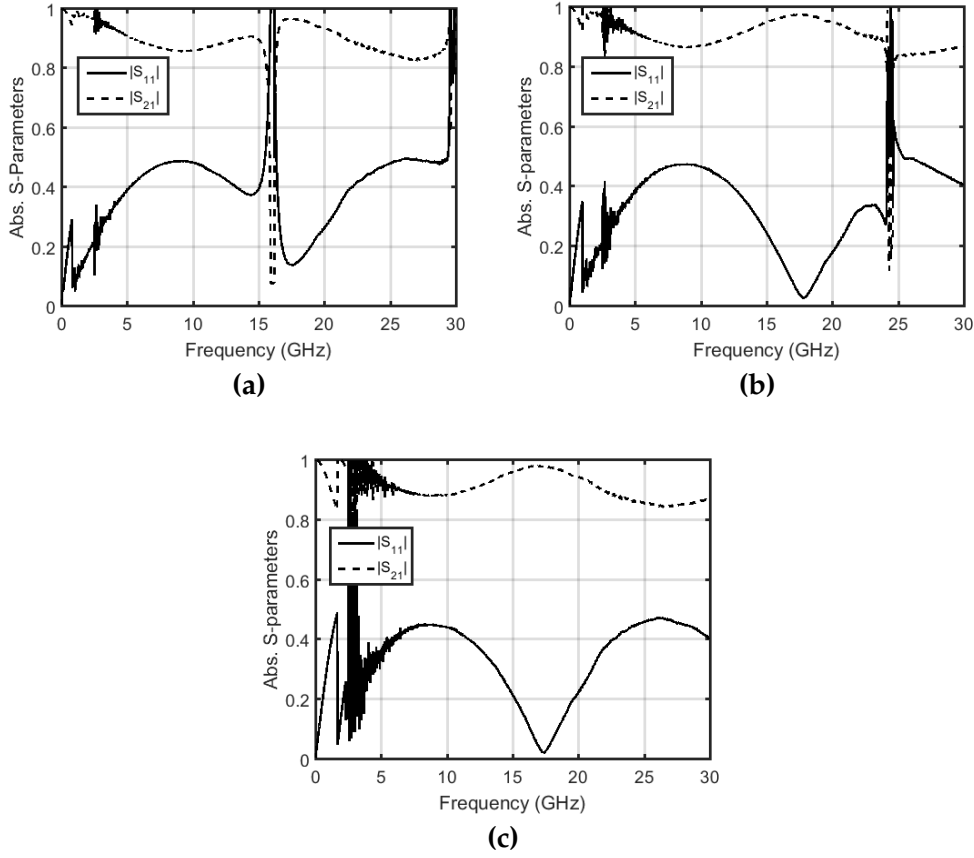 1
0.8
0.6
0.4
0.2
0
Abs. S-Parameters
|S11|
|S21|
0 5 10 15 20 25 30
Frequency (GHz)
(a)
1
0.8
0.6
0.4
0.2
0
Abs. S-parameters
|S11|
|S21|
0 5 10 15 20 25 30
Frequency (GHz)
(b)
1
0.8
0.6
0.4
0.2
0
Abs. S-parameters
|S11|
|S21|
0 5 10 15 20 25 30
Frequency (GHz)
(c)